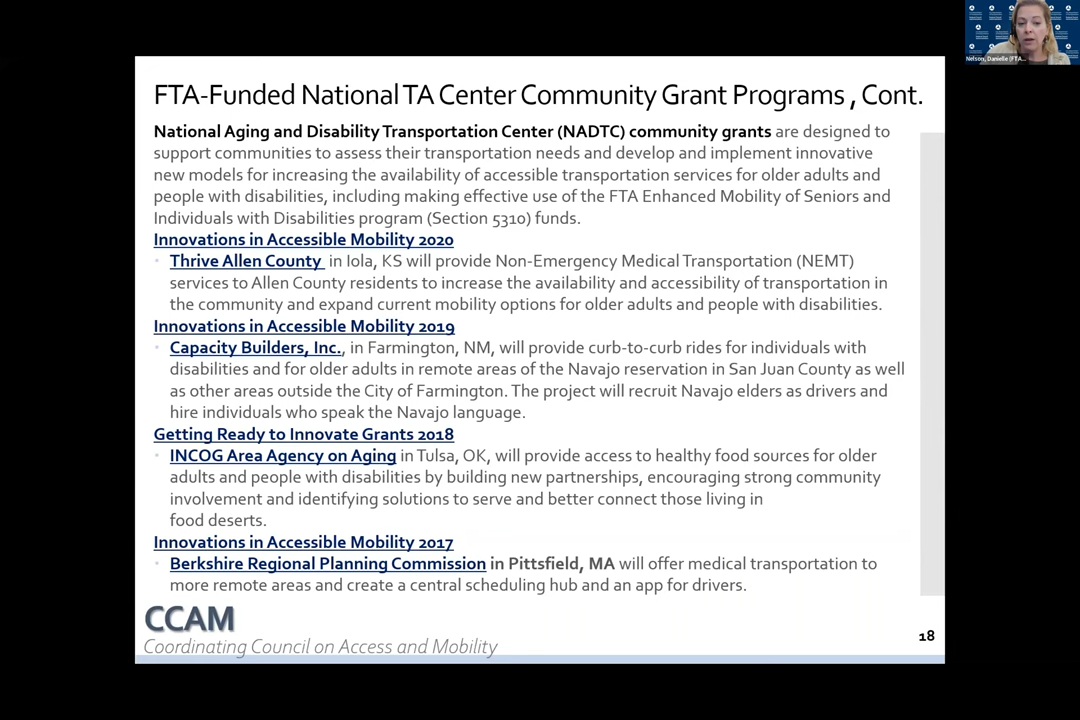 Nelson, Danielle (FTA...
FTA-Funded National TA Center Community Grant Programs , Cont.
National Aging and Disability Transportation Center (NADTC) community grants are designed to
support communities to assess their transportation needs and develop and implement innovative
new models for increasing the availability of accessible transportation services for older adults and
people with disabilities, including making effective use of the FTA Enhanced Mobility of Seniors and
Individuals with Disabilities program (Section 5310) funds.
Innovations in Accessible Mobility 2020
Thrive Allen County in Iola, KS will provide Non-Emergency Medical Transportation (NEMT)
services to Allen County residents to increase the availability and accessibility of transportation in
the community and expand current mobility options for older adults and people with disabilities.
Innovations in Accessible Mobility 2019
Capacity Builders, Inc., in Farmington, NM, will provide curb-to-curb rides for individuals with
disabilities and for older adults in remote areas of the Navajo reservation in San Juan County as well
as other areas outside the City of Farmington. The project will recruit Navajo elders as drivers and
hire individuals who speak the Navajo language.
Getting Ready to Innovate Grants 2018
INCOG Area Agency on Aging in Tulsa, OK, will provide access to healthy food sources for older
adults and people with disabilities by building new partnerships, encouraging strong community
involvement and identifying solutions to serve and better connect those living in
food deserts.
Innovations in Accessible Mobility 2017
Berkshire Regional Planning Commission in Pittsfield, MA will offer medical transportation to
more remote areas and create a central scheduling hub and an app for drivers.
CCAM
Coordinating Council on Access and Mobility
18